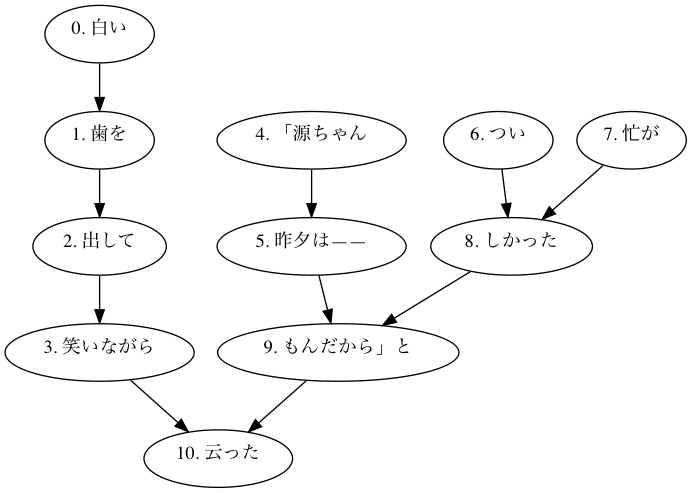 0. 白い
1. 歯を
4. 「源ちゃん
6. つい
7. 忙が
2. 出して
5. 昨夕は——
8. しかった
3. 笑いながら
9. もんだから」と
10. 云った